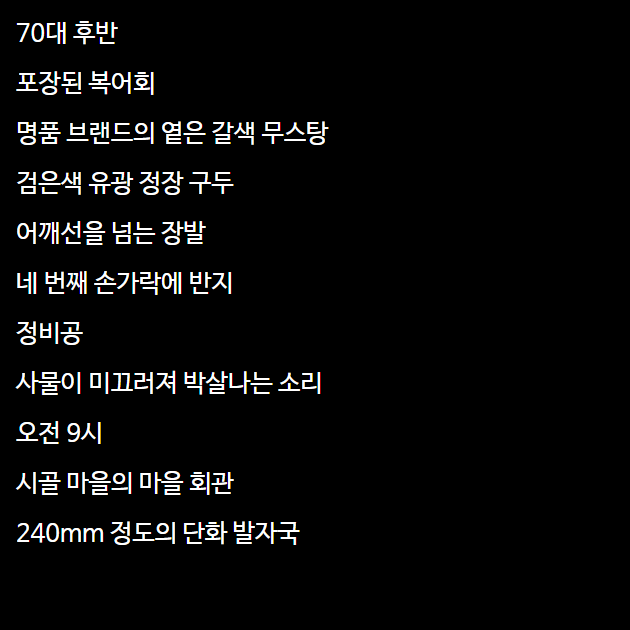 70대 후반
포장된 복어회
명품 브랜드의 옅은 갈색 무스탕
검은색 유광 정장 구두
어깨선을 넘는 장발
네 번째 손가락에 반지
정비공
사물이 미끄러져 박살나는 소리
오전 9시
시골 마을의 마을 회관
240mm 정도의 단화 발자국